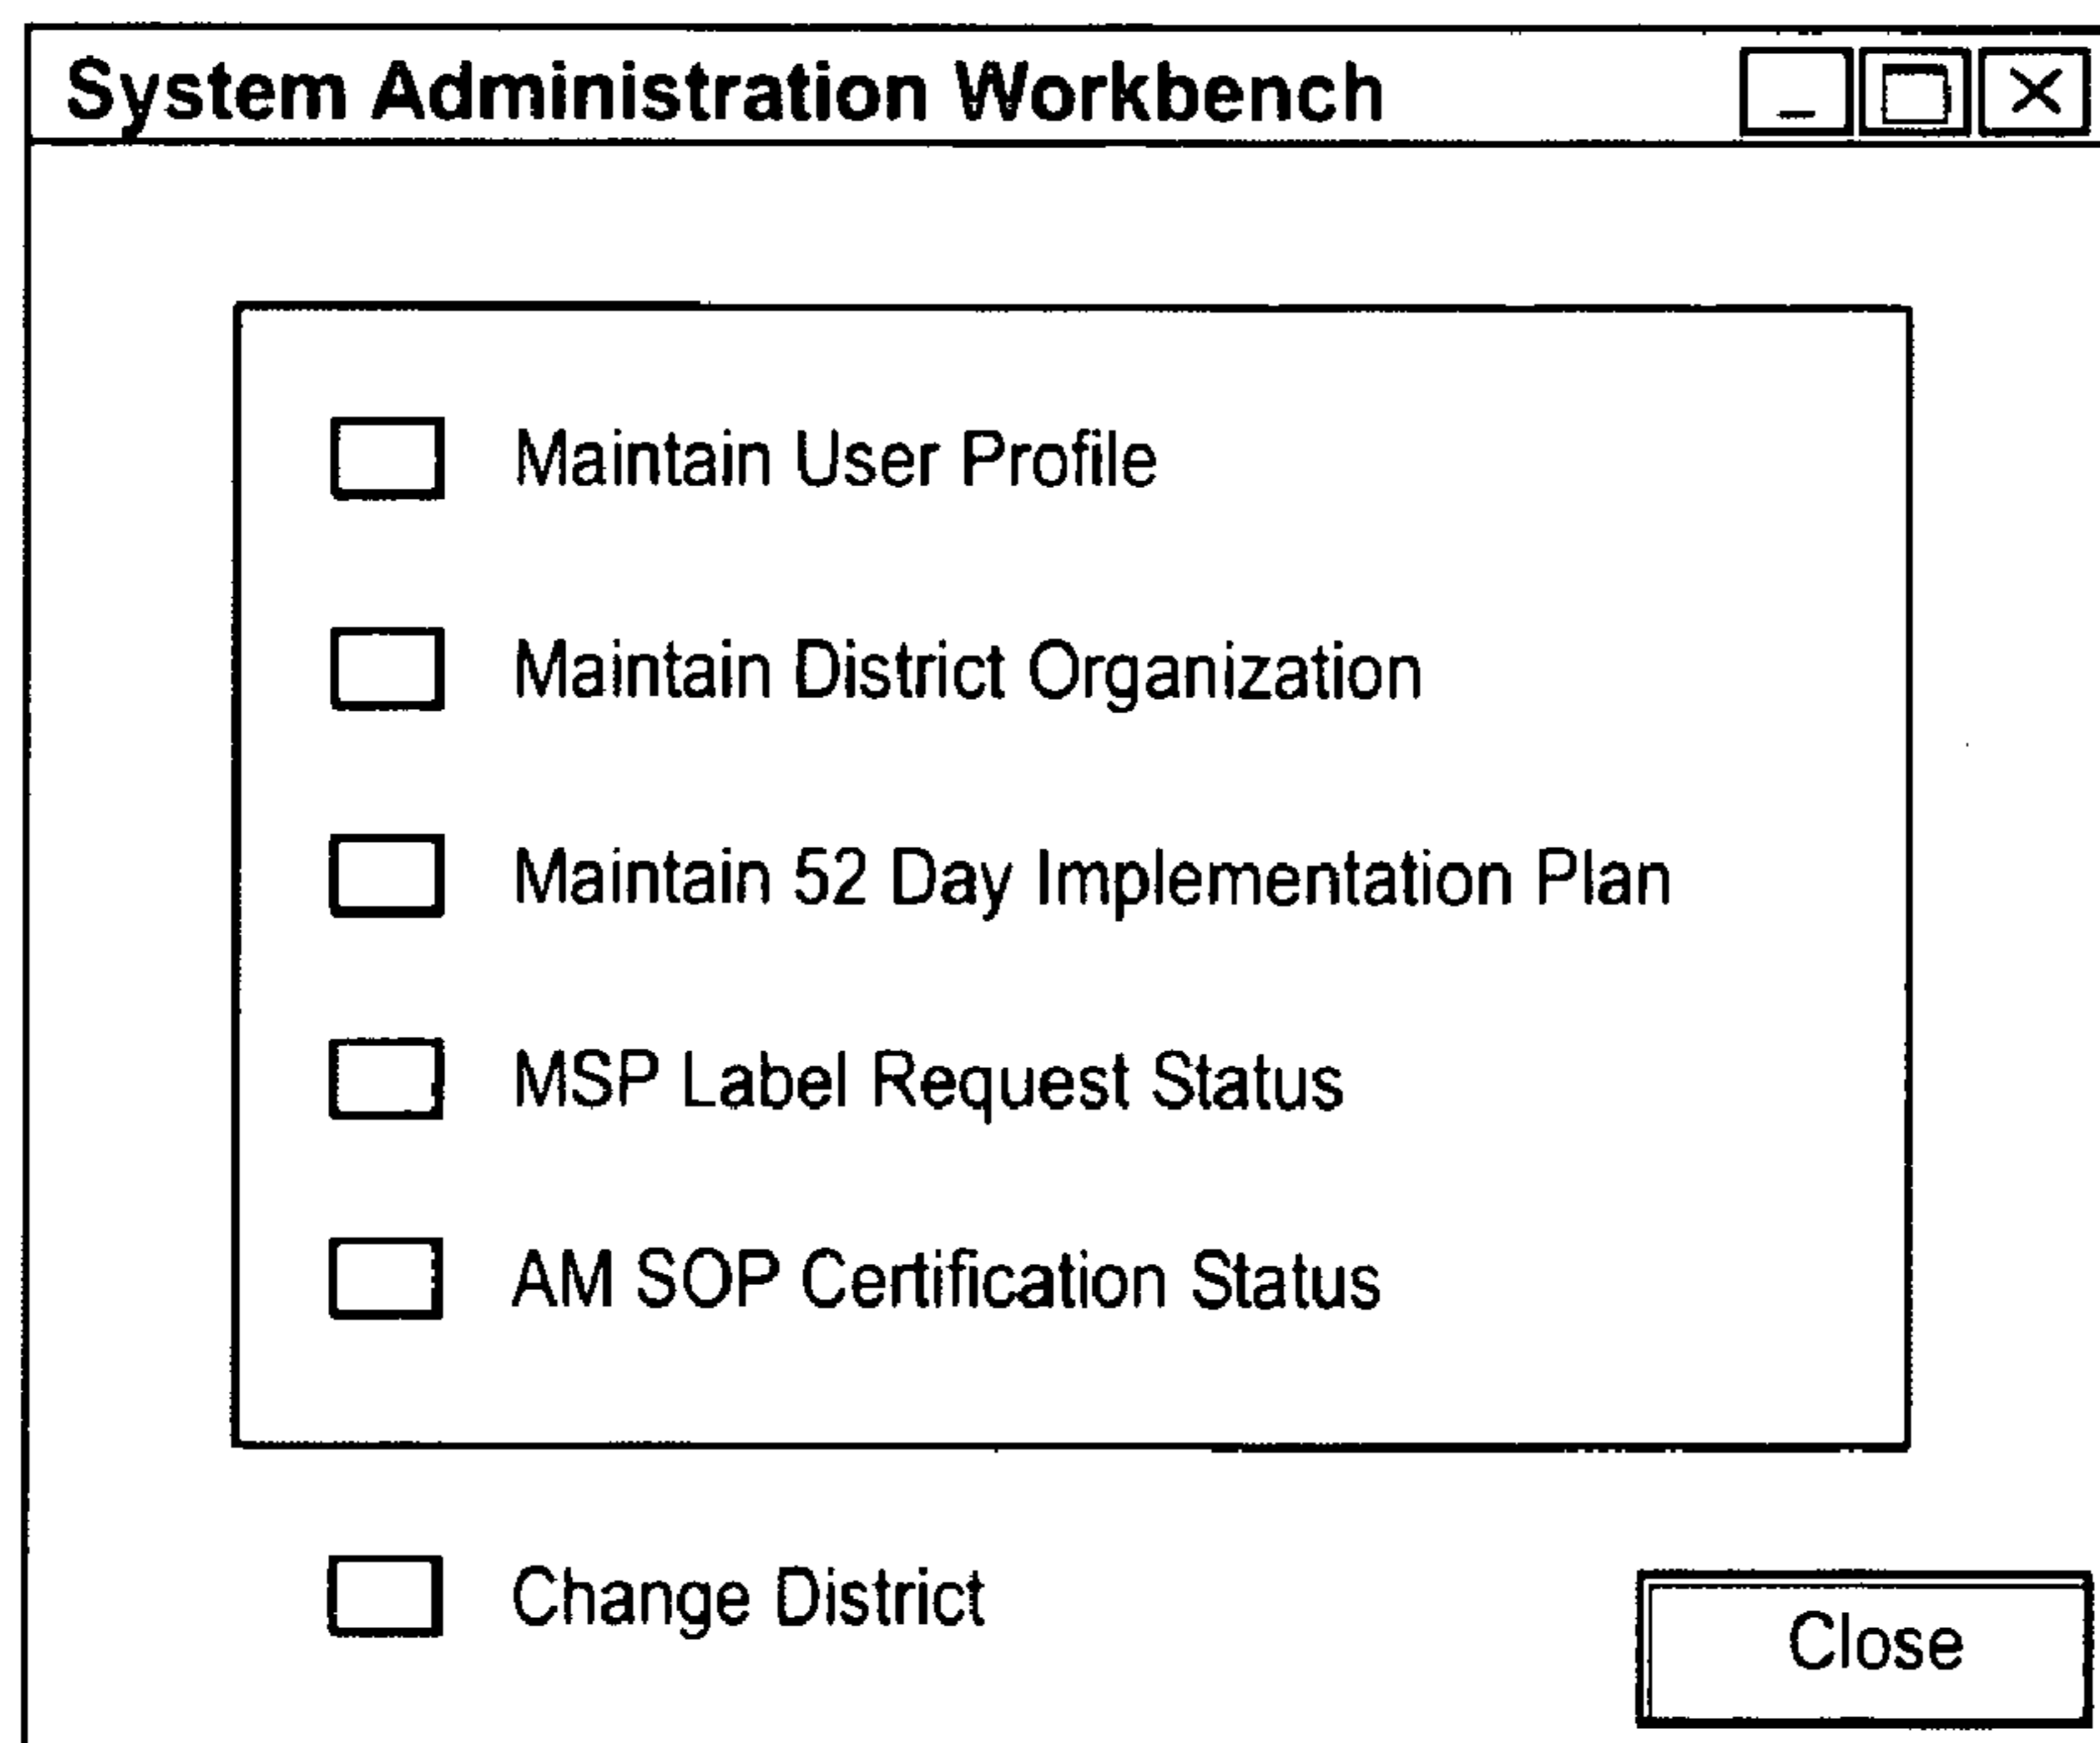 System Administration Workbench
Maintain User Profile
Maintain District Organization
Maintain 52 Day Implementation Plan
MSP Label Request Status
AM SOP Certification Status
Change District
Close